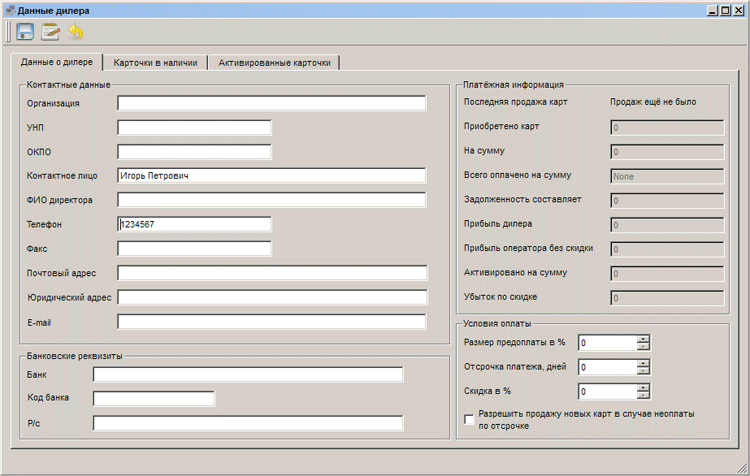 Данные дилера
Данные о дилере
Карточки в наличии
Активированные карточки
Контактные данные
Организация
УНП
ОКПО
Контактное лицо Игорь Петрович
ФИО директора
Телефон 1234567
Факс
Почтовый адрес
Юридический адрес
E-mail
Банковские реквизиты
Банк
Код банка
Р/с
Платёжная информация
Последняя продажа карт Продаж ещё не было
Приобретено карт 0
На сумму 0
Всего оплачено на сумму None
Задолженность составляет 0
Прибыль дилера 0
Прибыль оператора без скидки 0
Активировано на сумму 0
Убыток по скидке 0
Условия оплаты
Размер предоплаты в % 0
Отсрочка платежа, дней 0
Скидка в % 0
Разрешить продажу новых карт в случае неоплаты
по отсрочке